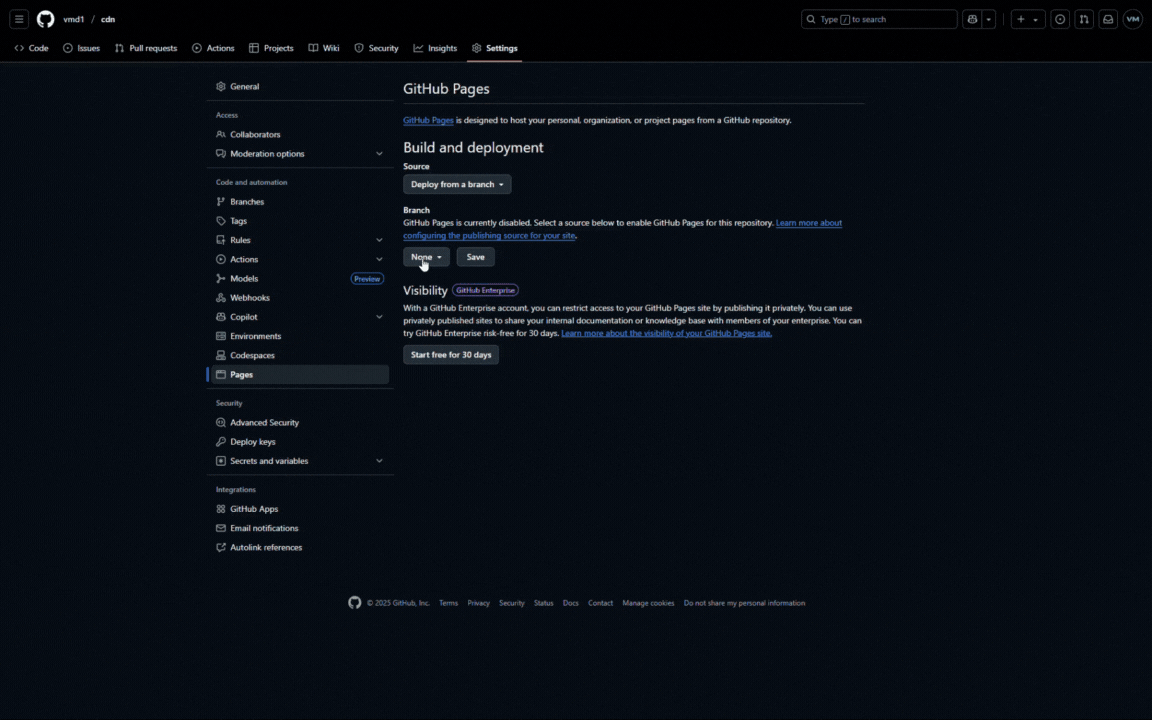 vmd1 / cdn
Type / to search
VM
Code Issues Pull requests Actions Projects Wiki Security Insights Settings
General
Access
Collaborators
Moderation options
Code and automation
Branches
Tags
Rules
Actions
Models Preview
Webhooks
Copilot
Environments
Codespaces
Pages
Security
Advanced Security
Deploy keys
Secrets and variables
Integrations
GitHub Apps
Email notifications
Autolink references
GitHub Pages
GitHub Pages is designed to host your personal, organization, or project pages from a GitHub repository.
Build and deployment
Source
Deploy from a branch
Branch
GitHub Pages is currently disabled. Select a source below to enable GitHub Pages for this repository. Learn more about
configuring the publishing source for your site.
None Save
Visibility GitHub Enterprise
With a GitHub Enterprise account, you can restrict access to your GitHub Pages site by publishing it privately. You can use
privately published sites to share your internal documentation or knowledge base with members of your enterprise. You can
try GitHub Enterprise risk-free for 30 days. Learn more about the visibility of your GitHub Pages site.
Start free for 30 days
© 2025 GitHub, Inc. Terms Privacy Security Status Docs Contact Manage cookies Do not share my personal information